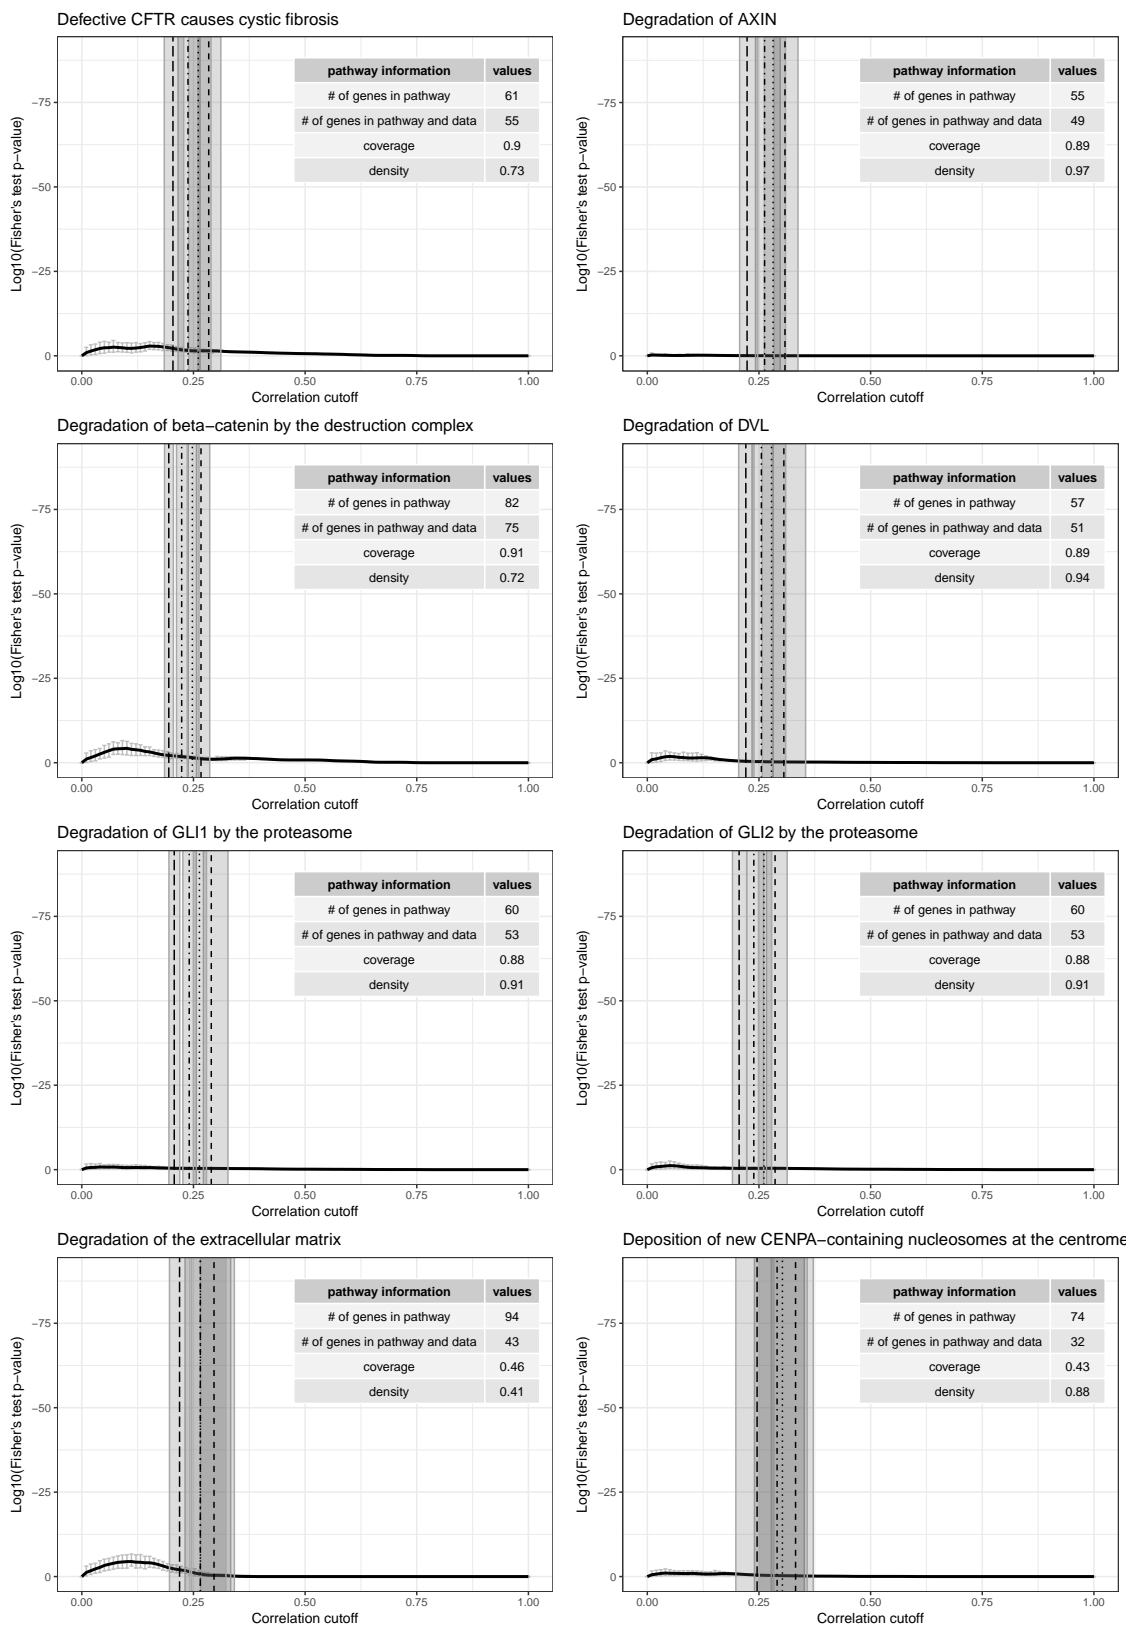 Defective CFTR causes cystic fibrosis
pathway information values
# of genes in pathway 61
# of genes in pathway and data 55
coverage 0.9
density 0.73
−75
−50
−25
0
Log10(Fisher's test p−value)
0.00 0.25 0.50 0.75 1.00
Correlation cutoff
Degradation of AXIN
pathway information values
# of genes in pathway 55
# of genes in pathway and data 49
coverage 0.89
density 0.97
−75
−50
−25
0
Log10(Fisher's test p−value)
0.00 0.25 0.50 0.75 1.00
Correlation cutoff
Degradation of beta−catenin by the destruction complex
pathway information values
# of genes in pathway 82
# of genes in pathway and data 75
coverage 0.91
density 0.72
−75
−50
−25
0
Log10(Fisher's test p−value)
0.00 0.25 0.50 0.75 1.00
Correlation cutoff
Degradation of DVL
pathway information values
# of genes in pathway 57
# of genes in pathway and data 51
coverage 0.89
density 0.94
−75
−50
−25
0
Log10(Fisher's test p−value)
0.00 0.25 0.50 0.75 1.00
Correlation cutoff
Degradation of GLI1 by the proteasome
pathway information values
# of genes in pathway 60
# of genes in pathway and data 53
coverage 0.88
density 0.91
−75
−50
−25
0
Log10(Fisher's test p−value)
0.00 0.25 0.50 0.75 1.00
Correlation cutoff
Degradation of GLI2 by the proteasome
pathway information values
# of genes in pathway 60
# of genes in pathway and data 53
coverage 0.88
density 0.91
−75
−50
−25
0
Log10(Fisher's test p−value)
0.00 0.25 0.50 0.75 1.00
Correlation cutoff
Degradation of the extracellular matrix
pathway information values
# of genes in pathway 94
# of genes in pathway and data 43
coverage 0.46
density 0.41
−75
−50
−25
0
Log10(Fisher's test p−value)
0.00 0.25 0.50 0.75 1.00
Correlation cutoff
Deposition of new CENPA−containing nucleosomes at the centrome
pathway information values
# of genes in pathway 74
# of genes in pathway and data 32
coverage 0.43
density 0.88
−75
−50
−25
0
Log10(Fisher's test p−value)
0.00 0.25 0.50 0.75 1.00
Correlation cutoff